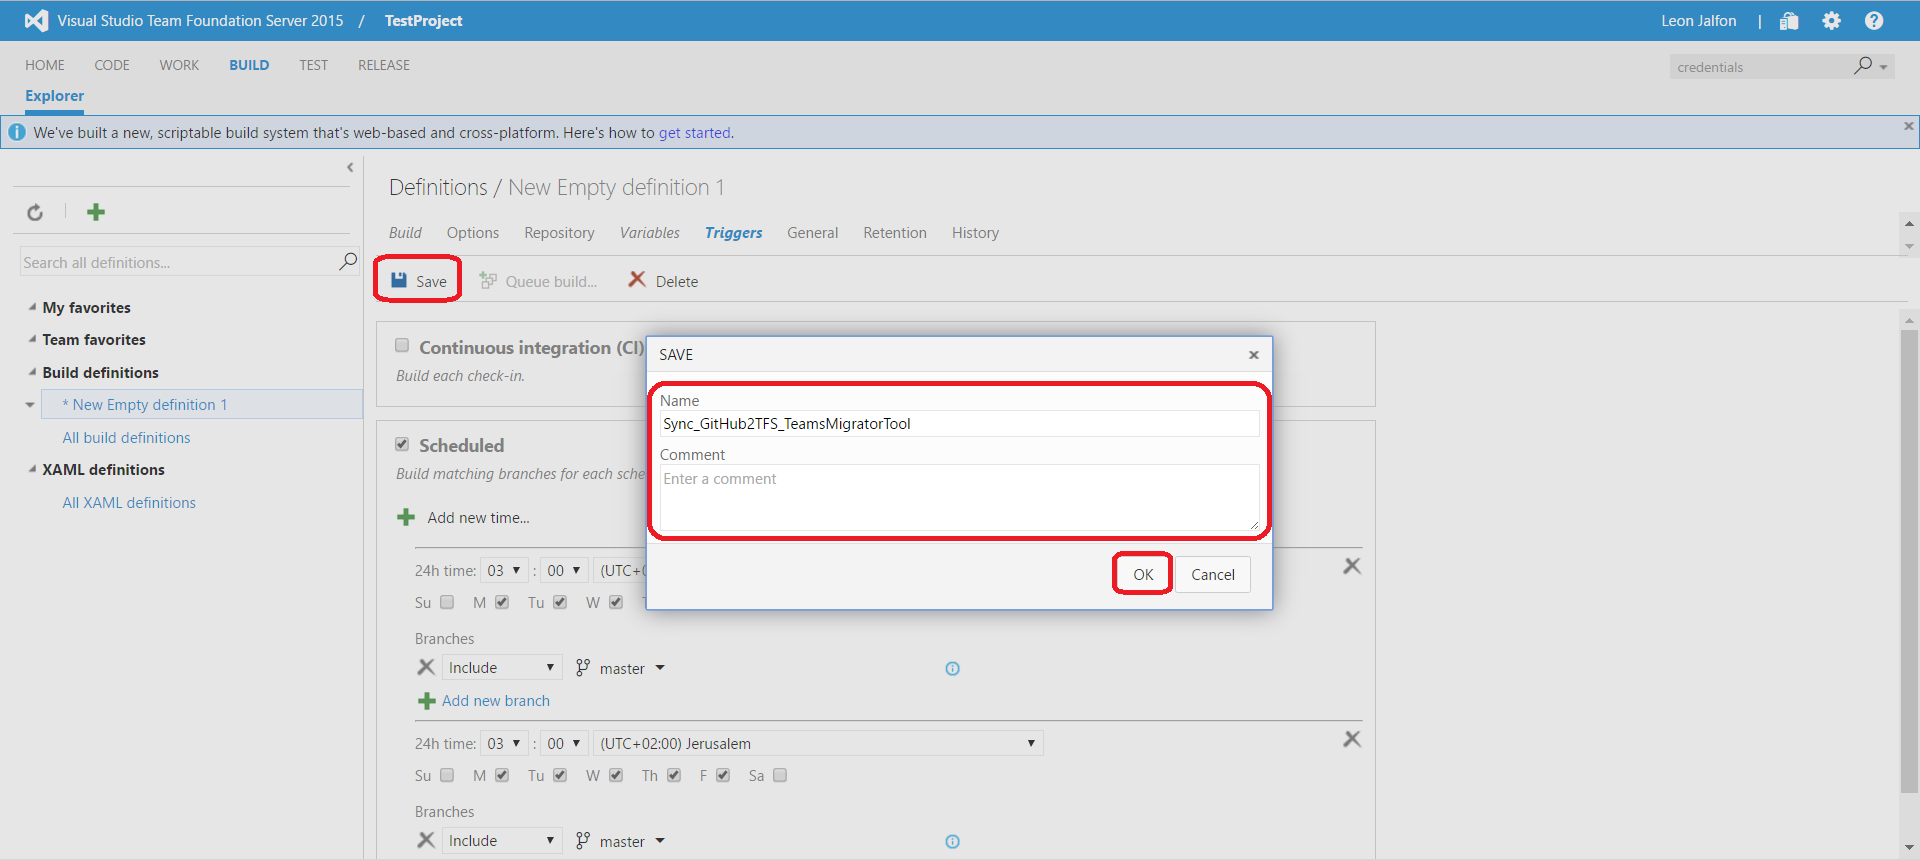 Visual Studio Team Foundation Server 2015 / TestProject
Leon Jalfon |
HOME CODE WORK BUILD TEST RELEASE
credentials
Explorer
We've built a new, scriptable build system that's web-based and cross-platform. Here's how to get started.
Definitions / New Empty definition 1
Build Options Repository Variables Triggers General Retention History
Search all definitions...
Save Queue build... Delete
My favorites
Team favorites
Build definitions
* New Empty definition 1
All build definitions
XAML definitions
All XAML definitions
Continuous integration (CI)
Build each check-in.
Scheduled
Build matching branches for each sche
Add new time...
24h time: 03 : 00 (UTC+0
Su M Tu W
Branches
Include master
Add new branch
24h time: 03 : 00 (UTC+02:00) Jerusalem
Su M Tu W Th F Sa
Branches
Include master
SAVE
Name
Sync_GitHub2TFS_TeamsMigratorTool
Comment
Enter a comment
OK Cancel